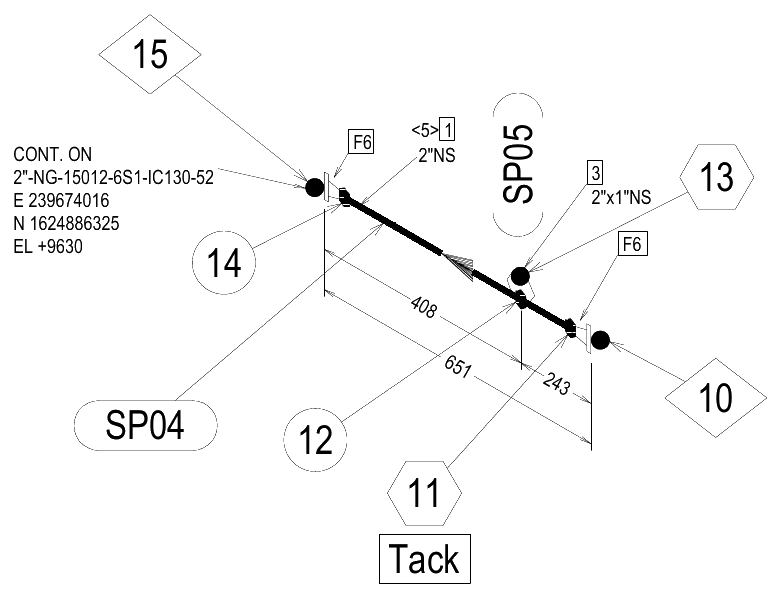 15
CONT. ON
2"-NG-15012-6S1-IC130-52
E 239674016
N 1624886325
EL +9630
F6
<5> 1
2"NS
SP05
3
2"x1"NS
13
F6
14
408
651
243
SP04
12
10
11
Tack